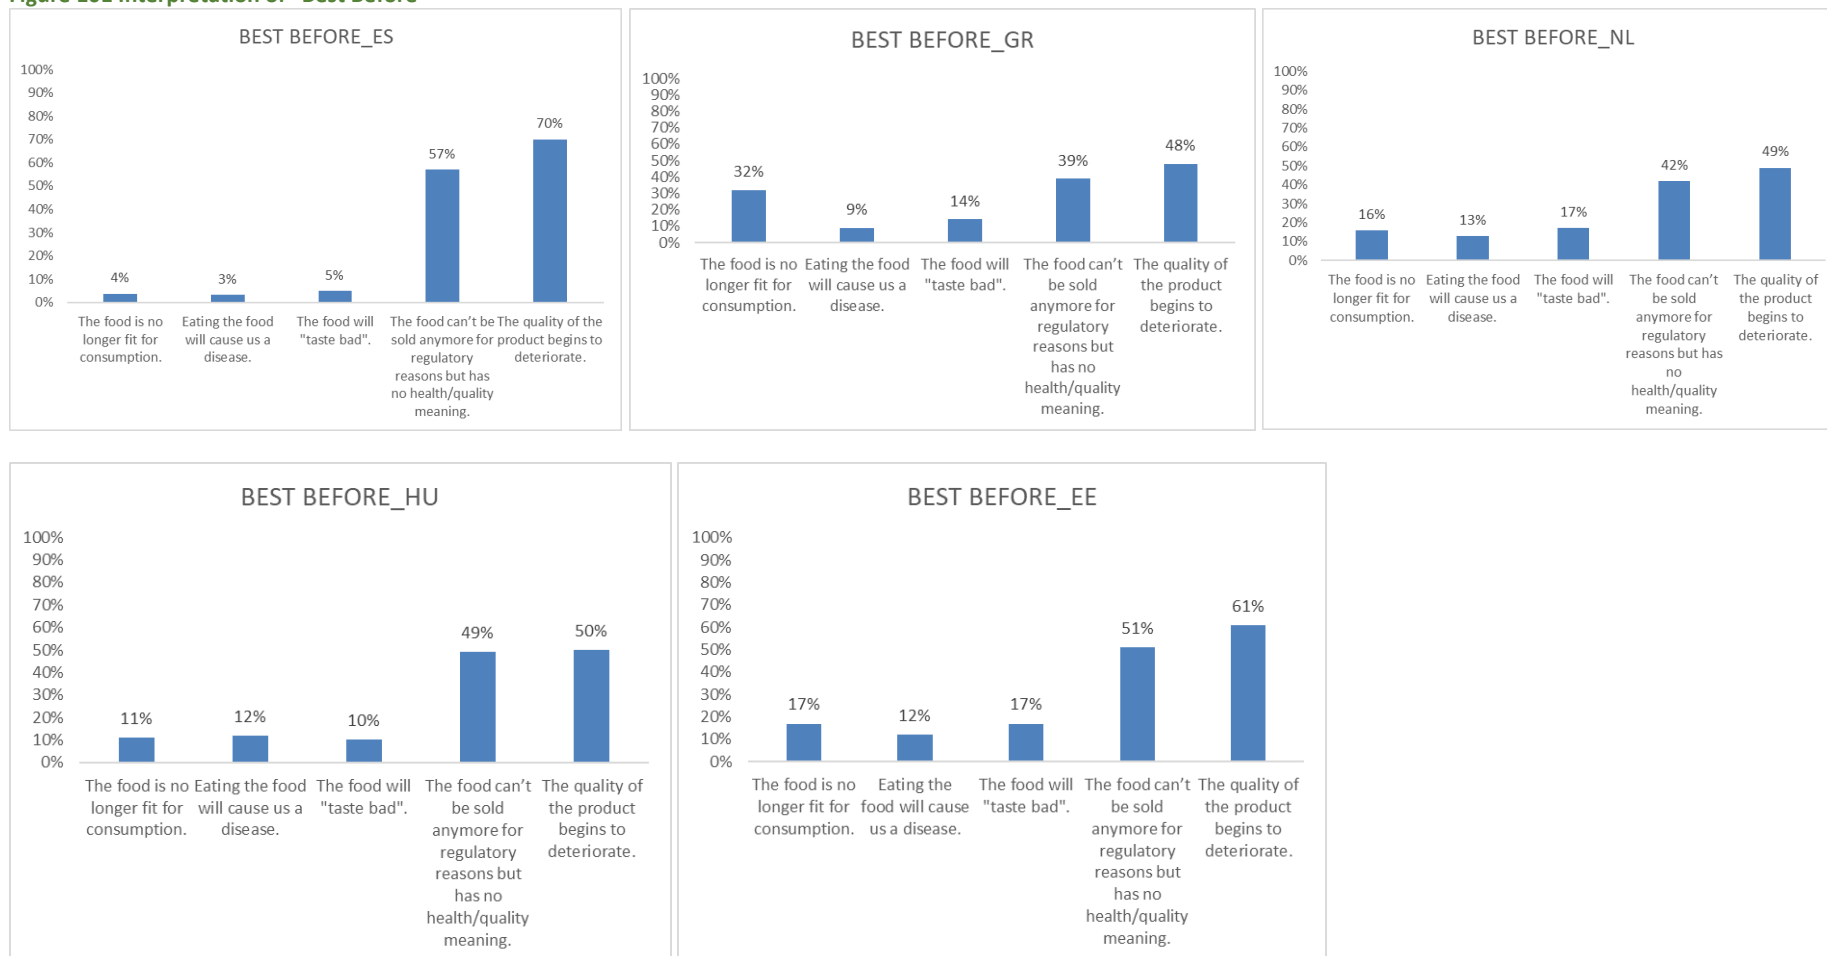 Figure 101 Interpretation of "Best Before"
BEST BEFORE_ES
100%
90%
80%
70%
60%
50%
40%
30%
20%
10%
0%
4%
3%
5%
57%
70%
The food is no
longer fit for
consumption.
Eating the food
will cause us a
disease.
The food will
"taste bad".
The food can't be
sold anymore for
regulatory
reasons but has
no health/quality
meaning.
The quality of the
product begins to
deteriorate.
BEST BEFORE_GR
100%
90%
80%
70%
60%
50%
40%
30%
20%
10%
0%
32%
9%
14%
39%
48%
The food is no
longer fit for
consumption.
Eating the food
will cause us a
disease.
The food will
"taste bad".
The food can't
be sold
anymore for
regulatory
reasons but
has no
health/quality
meaning.
The quality of
the product
begins to
deteriorate.
BEST BEFORE_NL
100%
90%
80%
70%
60%
50%
40%
30%
20%
10%
0%
16%
13%
17%
42%
49%
The food is no
longer fit for
consumption.
Eating the food
will cause us a
disease.
The food will
"taste bad".
The food can't
be sold
anymore for
regulatory
reasons but has
no
health/quality
meaning.
The quality of
the product
begins to
deteriorate.
BEST BEFORE_HU
100%
90%
80%
70%
60%
50%
40%
30%
20%
10%
0%
11%
12%
10%
49%
50%
The food is no
longer fit for
consumption.
Eating the food
will cause us a
disease.
The food will
"taste bad".
The food can't
be sold
anymore for
regulatory
reasons but
has no
health/quality
meaning.
The quality of
the product
begins to
deteriorate.
BEST BEFORE_EE
100%
90%
80%
70%
60%
50%
40%
30%
20%
10%
0%
17%
12%
17%
51%
61%
The food is no
longer fit for
consumption.
Eating the
food will cause
us a disease.
The food will
"taste bad".
The food can't
be sold
anymore for
regulatory
reasons but
has no
health/quality
meaning.
The quality of
the product
begins to
deteriorate.